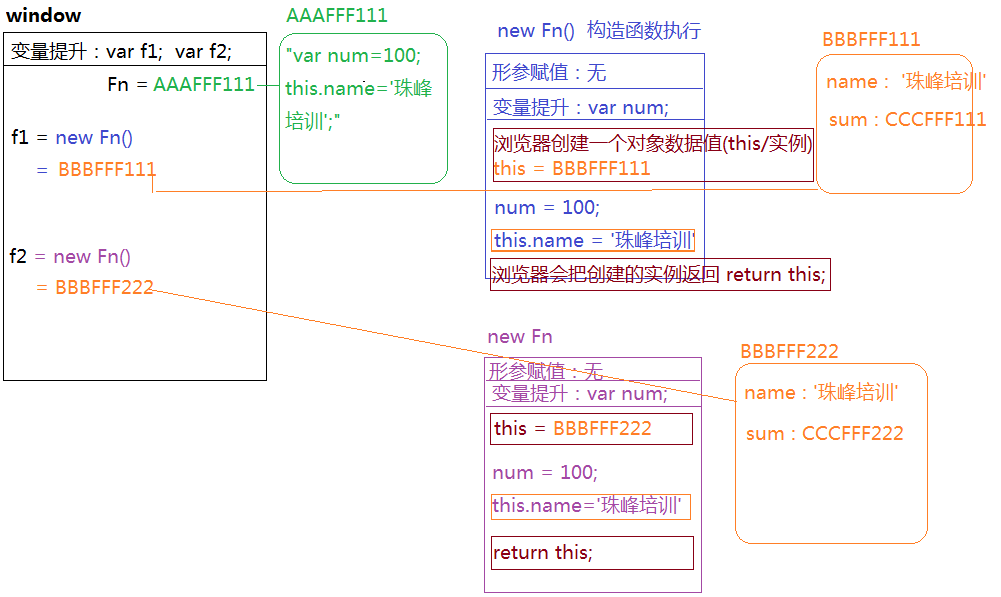 window
变量提升：var f1; var f2;
Fn = AAAFFF111
f1 = new Fn()
= BBBFFF111
f2 = new Fn()
= BBBFFF222
AAAFFF111
"var num=100;
this.name='珠峰
培训';"
new Fn() 构造函数执行
形参赋值：无
变量提升：var num;
浏览器创建一个对象数据值(this/实例)
this = BBBFFF111
num = 100;
this.name = '珠峰培训'
浏览器会把创建的实例返回 return this;
BBBFFF111
name： '珠峰培训'
sum：CCCFFF111
new Fn
形参赋值：无
变量提升：var num;
this = BBBFFF222
num = 100;
this.name='珠峰培训'
return this;
BBBFFF222
name：'珠峰培训'
sum：CCCFFF222